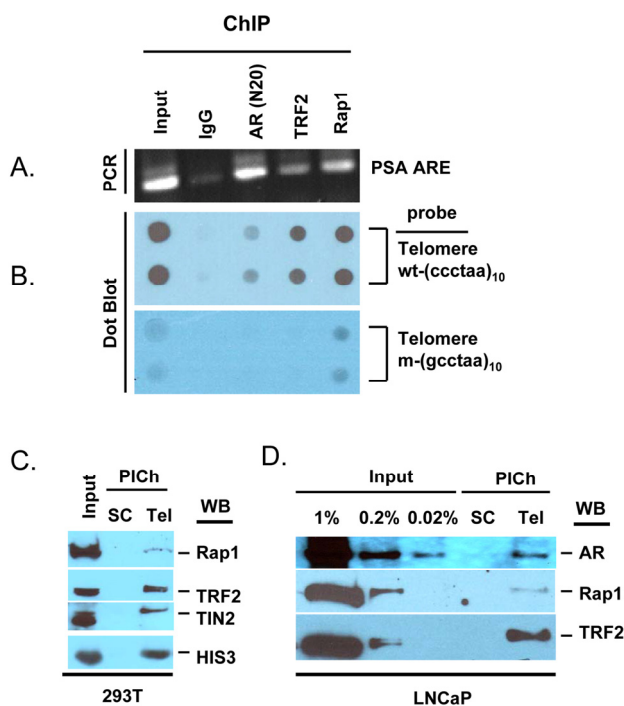 ChIP
Input
IgG
AR (N20)
TRF2
Rap1
A.
PCR
PSA ARE
B.
Dot Blot
probe
Telomere
wt-(ccctaa)10
Telomere
m-(gcctaa)10
C.
Input
PICh
SC
Tel
WB
Rap1
TRF2
TIN2
HIS3
293T
D.
Input
PICh
1%
0.2%
0.02%
SC
Tel
WB
AR
Rap1
TRF2
LNCaP